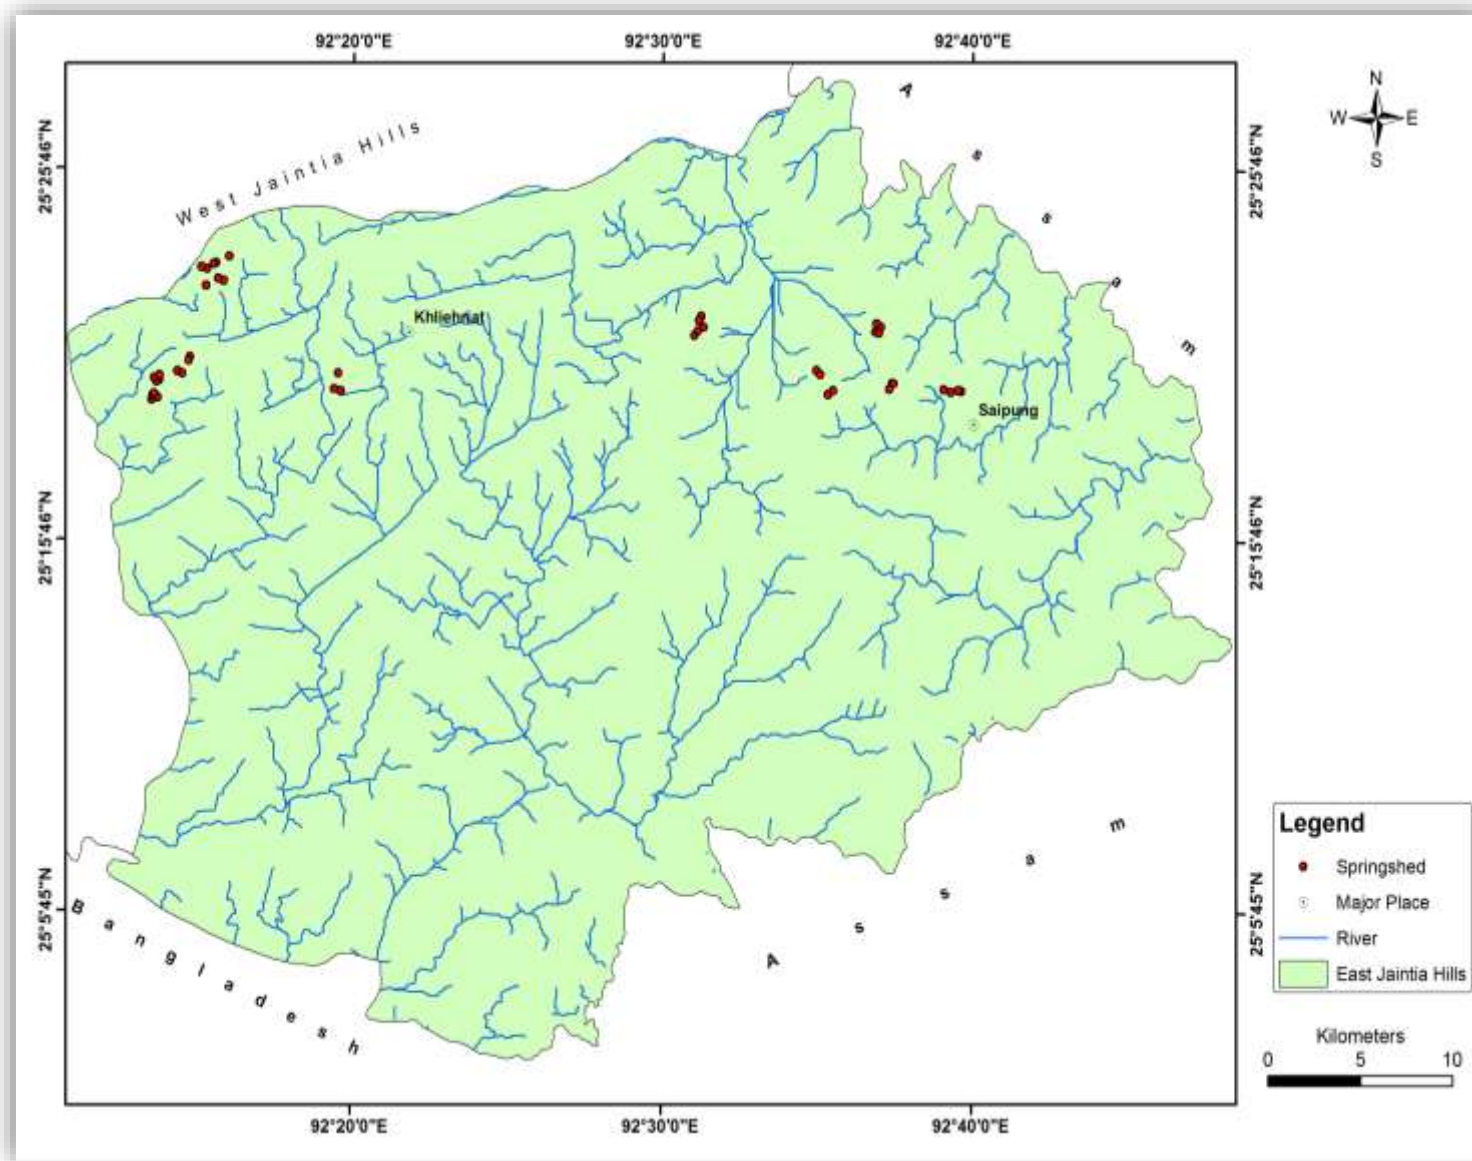 92°20'0"E 92°30'0"E 92°40'0"E
N
W E
S
Assam
West Jaintia Hills
25°25'46"N
25°25'46"N
Khliehriat
Saipung
25°15'46"N
25°15'46"N
Legend
Springshed
Major Place
River
East Jaintia Hills
25°5'45"N
25°5'45"N
Bangladesh
Assam
Kilometers
0 5 10
92°20'0"E 92°30'0"E 92°40'0"E